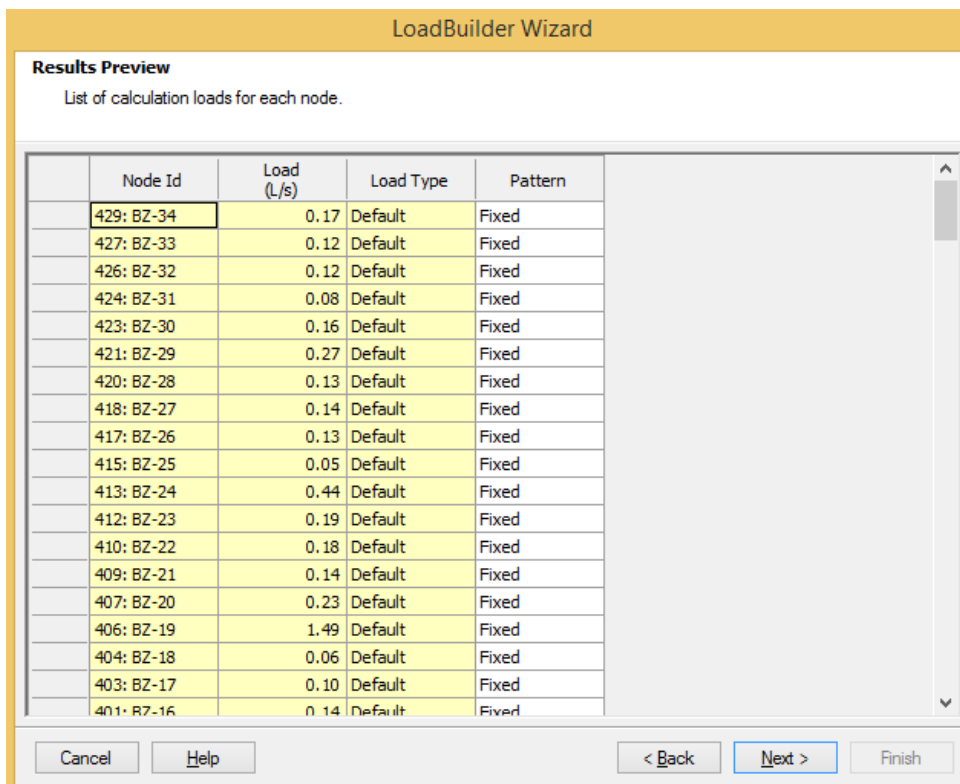 LoadBuilder Wizard
Results Preview
List of calculation loads for each node.
Node Id Load (L/s) Load Type Pattern
429: BZ-34 0.17 Default Fixed
427: BZ-33 0.12 Default Fixed
426: BZ-32 0.12 Default Fixed
424: BZ-31 0.08 Default Fixed
423: BZ-30 0.16 Default Fixed
421: BZ-29 0.27 Default Fixed
420: BZ-28 0.13 Default Fixed
418: BZ-27 0.14 Default Fixed
417: BZ-26 0.13 Default Fixed
415: BZ-25 0.05 Default Fixed
413: BZ-24 0.44 Default Fixed
412: BZ-23 0.19 Default Fixed
410: BZ-22 0.18 Default Fixed
409: BZ-21 0.14 Default Fixed
407: BZ-20 0.23 Default Fixed
406: BZ-19 1.49 Default Fixed
404: BZ-18 0.06 Default Fixed
403: BZ-17 0.10 Default Fixed
401: BZ-16 0.14 Default Fixed
Cancel Help < Back Next > Finish